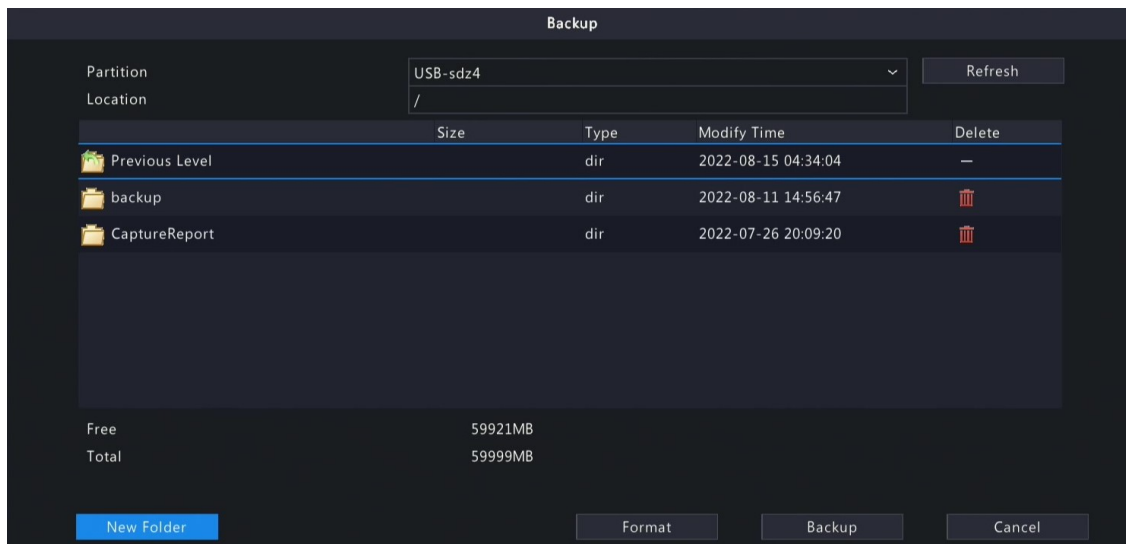 Backup
Partition USB-sdz4 Refresh
Location /
Size Type Modify Time Delete
Previous Level dir 2022-08-15 04:34:04 —
backup dir 2022-08-11 14:56:47
CaptureReport dir 2022-07-26 20:09:20
Free 59921MB
Total 59999MB
New Folder Format Backup Cancel